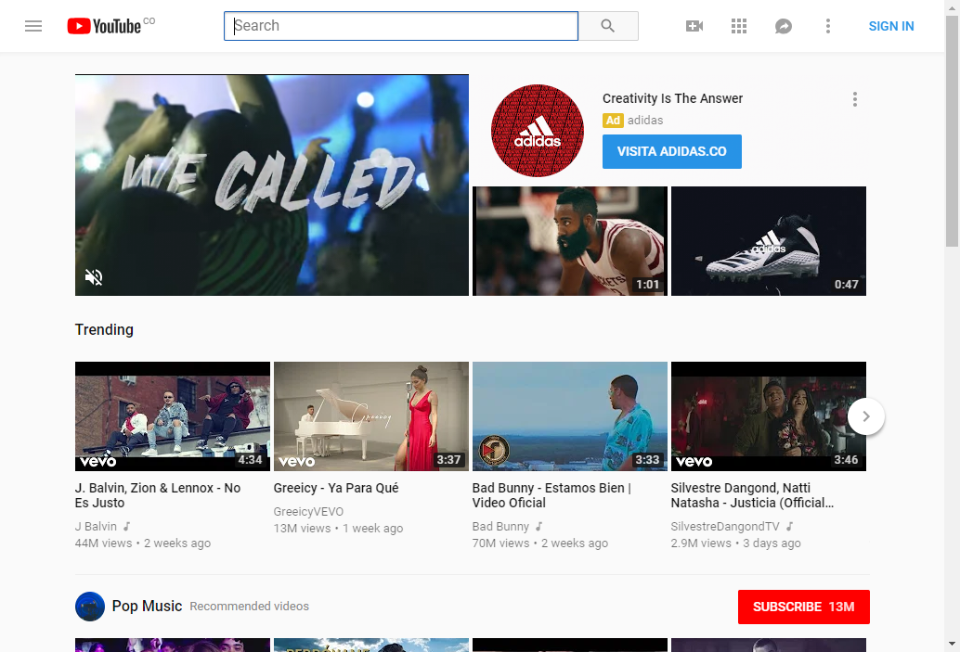 YouTube CO
Search
SIGN IN
WE CALLED
adidas
Creativity Is The Answer
Ad adidas
VISITA ADIDAS.CO
1:01
adidas
0:47
Trending
vevo
4:34
Greeicy
vevo
3:37
3:33
vevo
3:46
J. Balvin, Zion & Lennox - No
Es Justo
J Balvin
44M views • 2 weeks ago
Greeicy - Ya Para Qué
GreeicyVEVO
13M views • 1 week ago
Bad Bunny - Estamos Bien |
Video Oficial
Bad Bunny
70M views • 2 weeks ago
Silvestre Dangond, Natti
Natasha - Justicia (Official...
SilvestreDangondTV
2.9M views • 3 days ago
Pop Music Recommended videos
SUBSCRIBE 13M